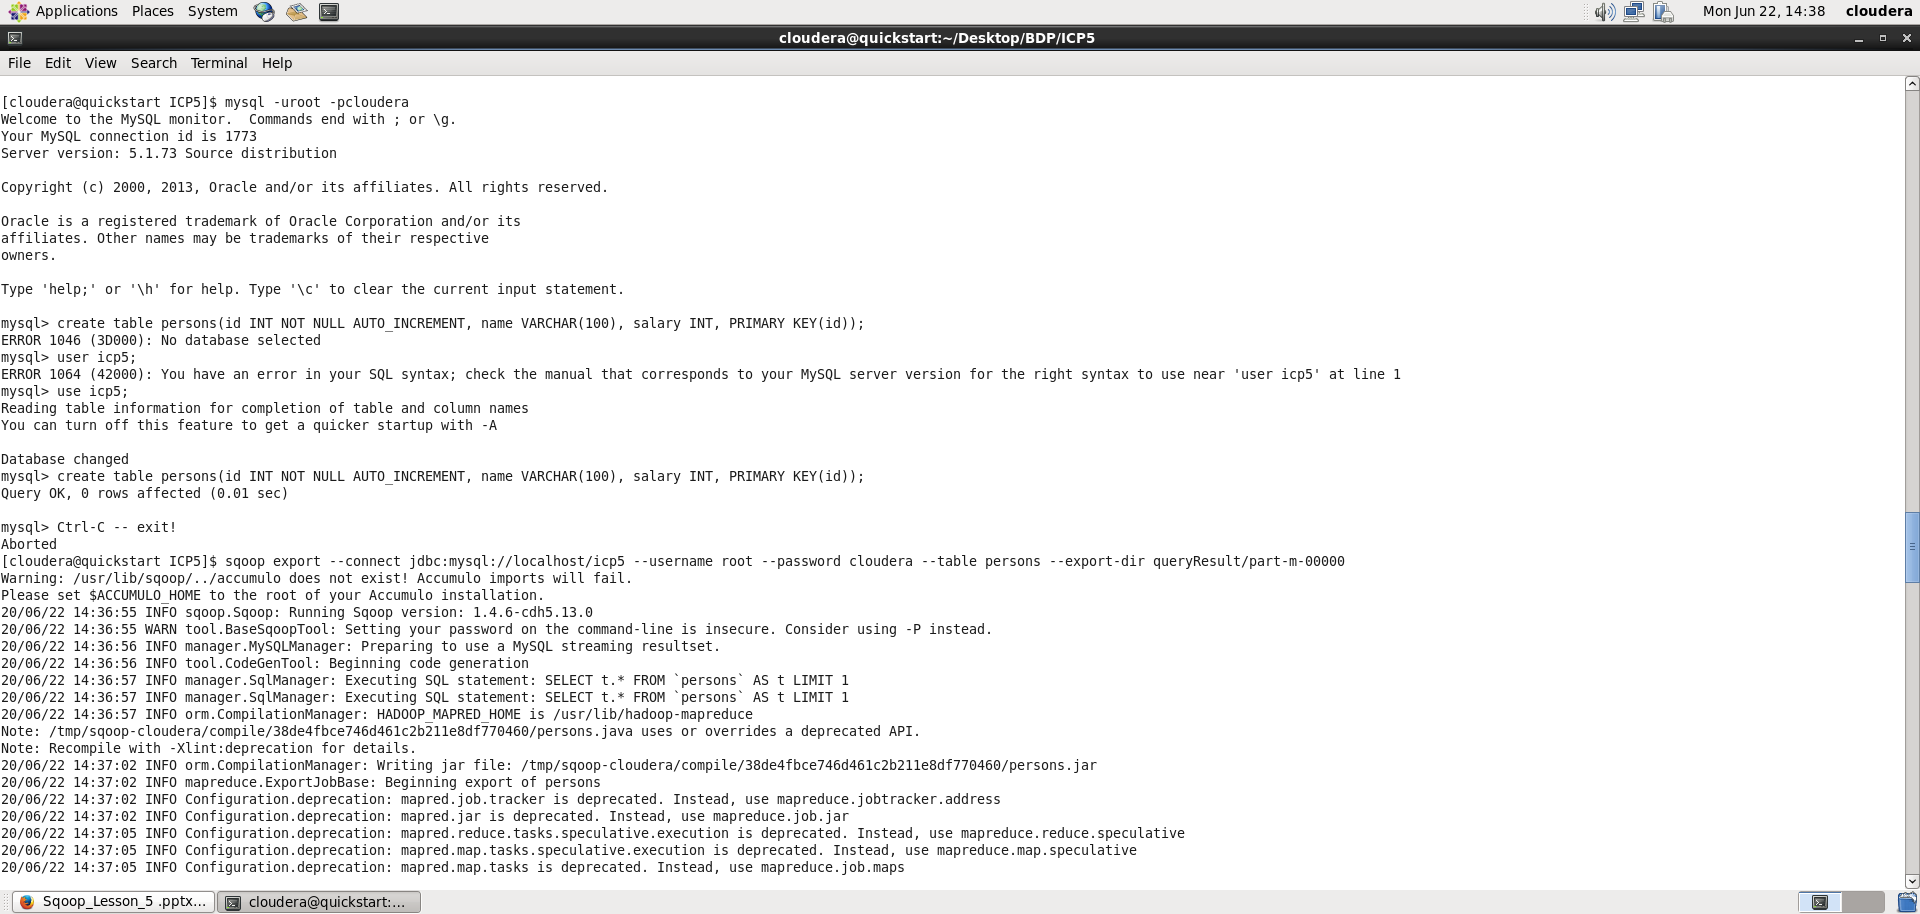 Applications Places System Mon Jun 22, 14:38 cloudera
cloudera@quickstart:~/Desktop/BDP/ICP5
File Edit View Search Terminal Help
[cloudera@quickstart ICP5]$ mysql -uroot -pcloudera
Welcome to the MySQL monitor.  Commands end with ; or \g.
Your MySQL connection id is 1773
Server version: 5.1.73 Source distribution
Copyright (c) 2000, 2013, Oracle and/or its affiliates. All rights reserved.
Oracle is a registered trademark of Oracle Corporation and/or its
affiliates. Other names may be trademarks of their respective
owners.
Type 'help;' or '\h' for help. Type '\c' to clear the current input statement.
mysql> create table persons(id INT NOT NULL AUTO_INCREMENT, name VARCHAR(100), salary INT, PRIMARY KEY(id));
ERROR 1046 (3D000): No database selected
mysql> user icp5;
ERROR 1064 (42000): You have an error in your SQL syntax; check the manual that corresponds to your MySQL server version for the right syntax to use near 'user icp5' at line 1
mysql> use icp5;
Reading table information for completion of table and column names
You can turn off this feature to get a quicker startup with -A
Database changed
mysql> create table persons(id INT NOT NULL AUTO_INCREMENT, name VARCHAR(100), salary INT, PRIMARY KEY(id));
Query OK, 0 rows affected (0.01 sec)
mysql> Ctrl-C -- exit!
Aborted
[cloudera@quickstart ICP5]$ sqoop export --connect jdbc:mysql://localhost/icp5 --username root --password cloudera --table persons --export-dir queryResult/part-m-00000
Warning: /usr/lib/sqoop/../accumulo does not exist! Accumulo imports will fail.
Please set $ACCUMULO_HOME to the root of your Accumulo installation.
20/06/22 14:36:55 INFO sqoop.Sqoop: Running Sqoop version: 1.4.6-cdh5.13.0
20/06/22 14:36:55 WARN tool.BaseSqoopTool: Setting your password on the command-line is insecure. Consider using -P instead.
20/06/22 14:36:56 INFO manager.MySQLManager: Preparing to use a MySQL streaming resultset.
20/06/22 14:36:56 INFO tool.CodeGenTool: Beginning code generation
20/06/22 14:36:57 INFO manager.SqlManager: Executing SQL statement: SELECT t.* FROM `persons` AS t LIMIT 1
20/06/22 14:36:57 INFO manager.SqlManager: Executing SQL statement: SELECT t.* FROM `persons` AS t LIMIT 1
20/06/22 14:36:57 INFO orm.CompilationManager: HADOOP_MAPRED_HOME is /usr/lib/hadoop-mapreduce
Note: /tmp/sqoop-cloudera/compile/38de4fbce746d461c2b211e8df770460/persons.java uses or overrides a deprecated API.
Note: Recompile with -Xlint:deprecation for details.
20/06/22 14:37:02 INFO orm.CompilationManager: Writing jar file: /tmp/sqoop-cloudera/compile/38de4fbce746d461c2b211e8df770460/persons.jar
20/06/22 14:37:02 INFO mapreduce.ExportJobBase: Beginning export of persons
20/06/22 14:37:02 INFO Configuration.deprecation: mapred.job.tracker is deprecated. Instead, use mapreduce.jobtracker.address
20/06/22 14:37:02 INFO Configuration.deprecation: mapred.jar is deprecated. Instead, use mapreduce.job.jar
20/06/22 14:37:05 INFO Configuration.deprecation: mapred.reduce.tasks.speculative.execution is deprecated. Instead, use mapreduce.reduce.speculative
20/06/22 14:37:05 INFO Configuration.deprecation: mapred.map.tasks.speculative.execution is deprecated. Instead, use mapreduce.map.speculative
20/06/22 14:37:05 INFO Configuration.deprecation: mapred.map.tasks is deprecated. Instead, use mapreduce.job.maps
Sqoop_Lesson_5 .pptx... cloudera@quickstart:...